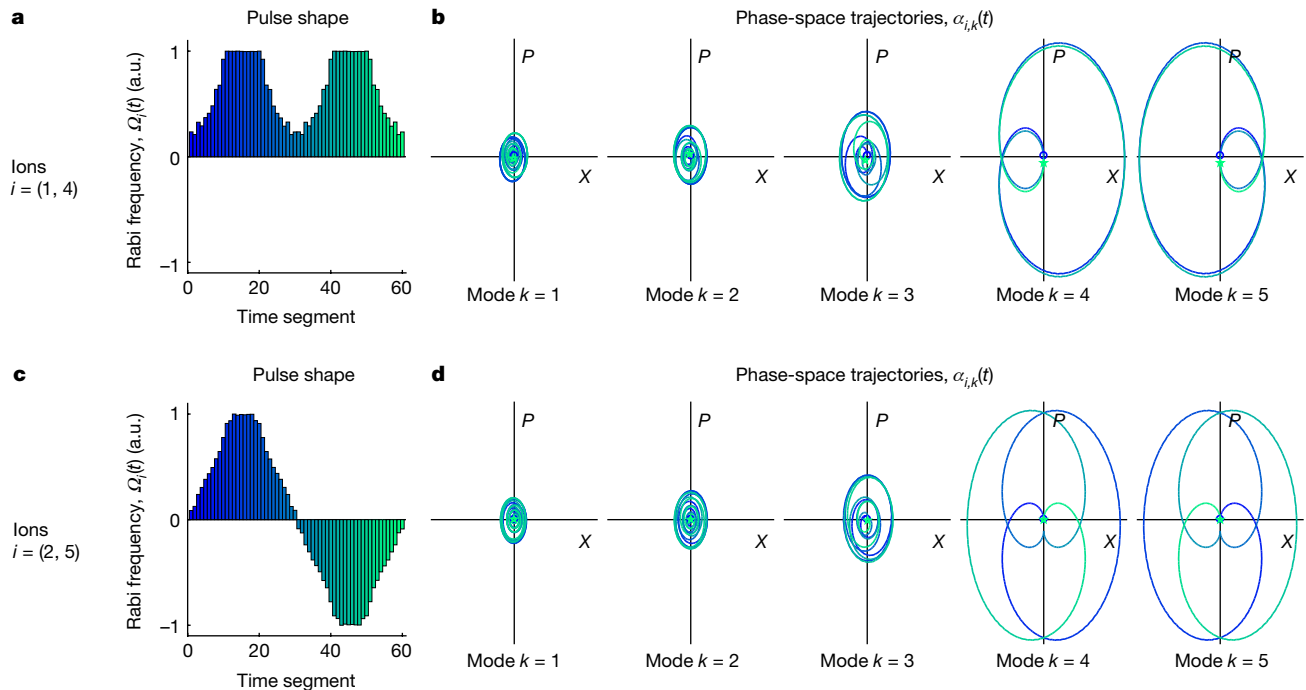 a
Pulse shape
Rabi frequency, Ωᵢ(t) (a.u.)
1
0
−1
0 20 40 60
Time segment
Ions
i = (1, 4)
b
Phase-space trajectories, αᵢ,ₖ(t)
P P P P P
X X X X X
Mode k = 1 Mode k = 2 Mode k = 3 Mode k = 4 Mode k = 5
c
Pulse shape
Rabi frequency, Ωᵢ(t) (a.u.)
1
0
−1
0 20 40 60
Time segment
Ions
i = (2, 5)
d
Phase-space trajectories, αᵢ,ₖ(t)
P P P P P
X X X X X
Mode k = 1 Mode k = 2 Mode k = 3 Mode k = 4 Mode k = 5